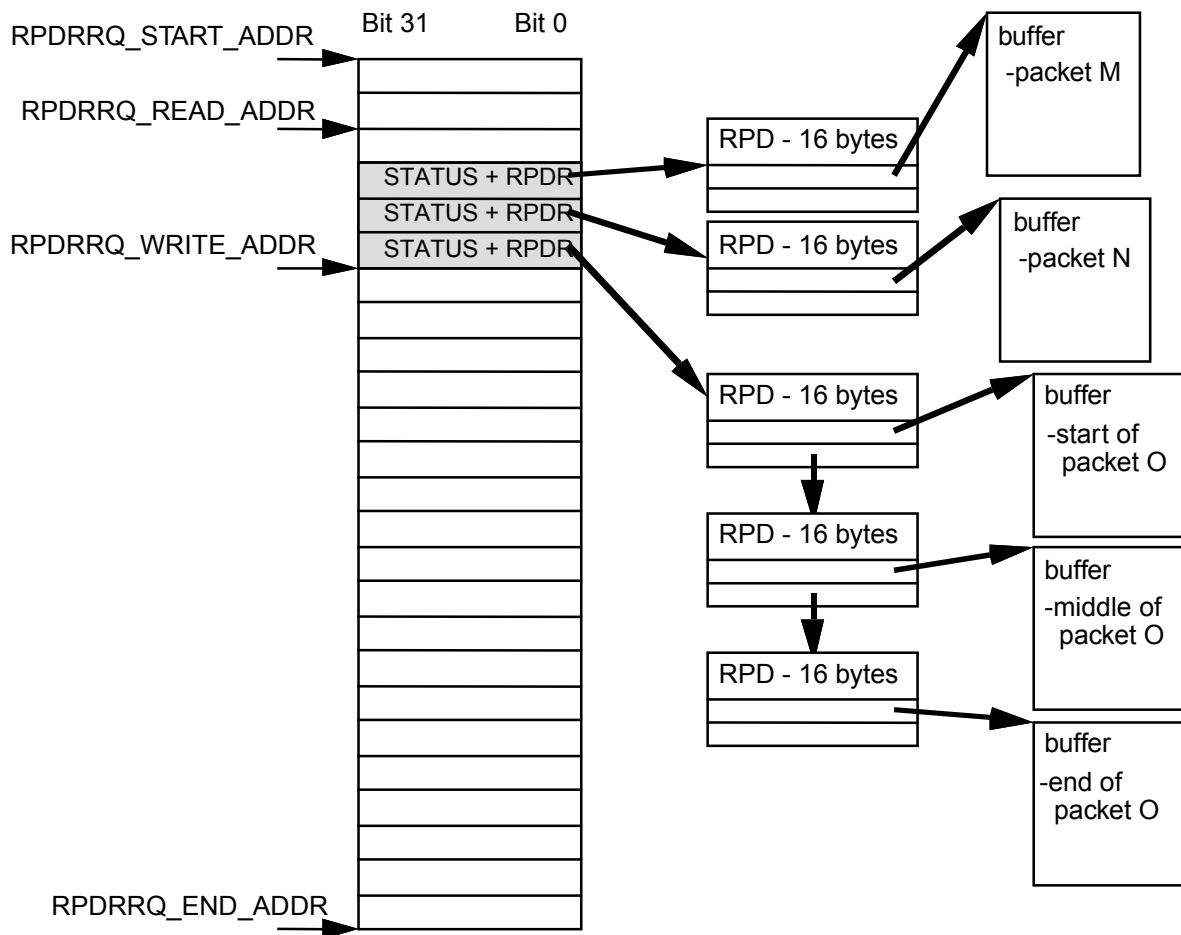 Bit 31 Bit 0
RPDRRQ_START_ADDR
RPDRRQ_READ_ADDR
STATUS + RPDR
STATUS + RPDR
RPDRRQ_WRITE_ADDR
STATUS + RPDR
RPDRRQ_END_ADDR
RPD - 16 bytes
RPD - 16 bytes
RPD - 16 bytes
RPD - 16 bytes
RPD - 16 bytes
buffer
-packet M
buffer
-packet N
buffer
-start of
packet O
buffer
-middle of
packet O
buffer
-end of
packet O